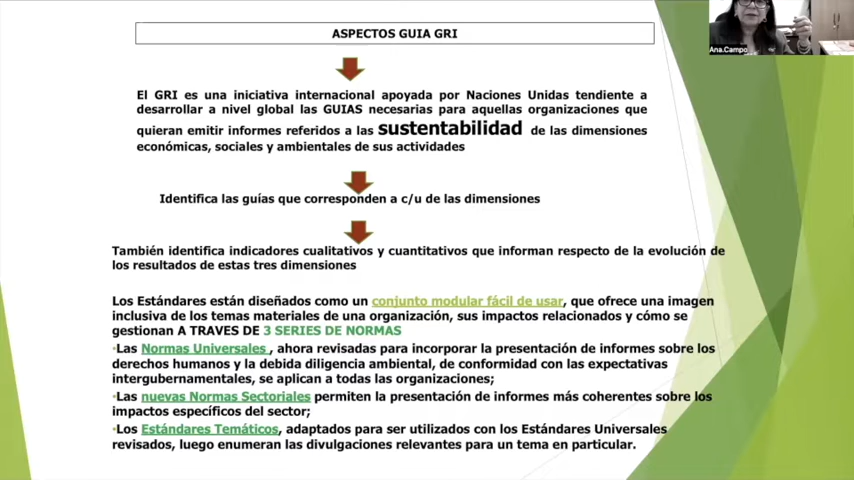 ASPECTOS GUIA GRI
Ana.Campo
El GRI es una iniciativa internacional apoyada por Naciones Unidas tendiente a
desarrollar a nivel global las GUIAS necesarias para aquellas organizaciones que
quieran emitir informes referidos a las sustentabilidad de las dimensiones
económicas, sociales y ambientales de sus actividades
Identifica las guías que corresponden a c/u de las dimensiones
También identifica indicadores cualitativos y cuantitativos que informan respecto de la evolución de
los resultados de estas tres dimensiones
Los Estándares están diseñados como un conjunto modular fácil de usar, que ofrece una imagen
inclusiva de los temas materiales de una organización, sus impactos relacionados y cómo se
gestionan A TRAVES DE 3 SERIES DE NORMAS
•Las Normas Universales , ahora revisadas para incorporar la presentación de informes sobre los
derechos humanos y la debida diligencia ambiental, de conformidad con las expectativas
intergubernamentales, se aplican a todas las organizaciones;
•Las nuevas Normas Sectoriales permiten la presentación de informes más coherentes sobre los
impactos específicos del sector;
•Los Estándares Temáticos, adaptados para ser utilizados con los Estándares Universales
revisados, luego enumeran las divulgaciones relevantes para un tema en particular.